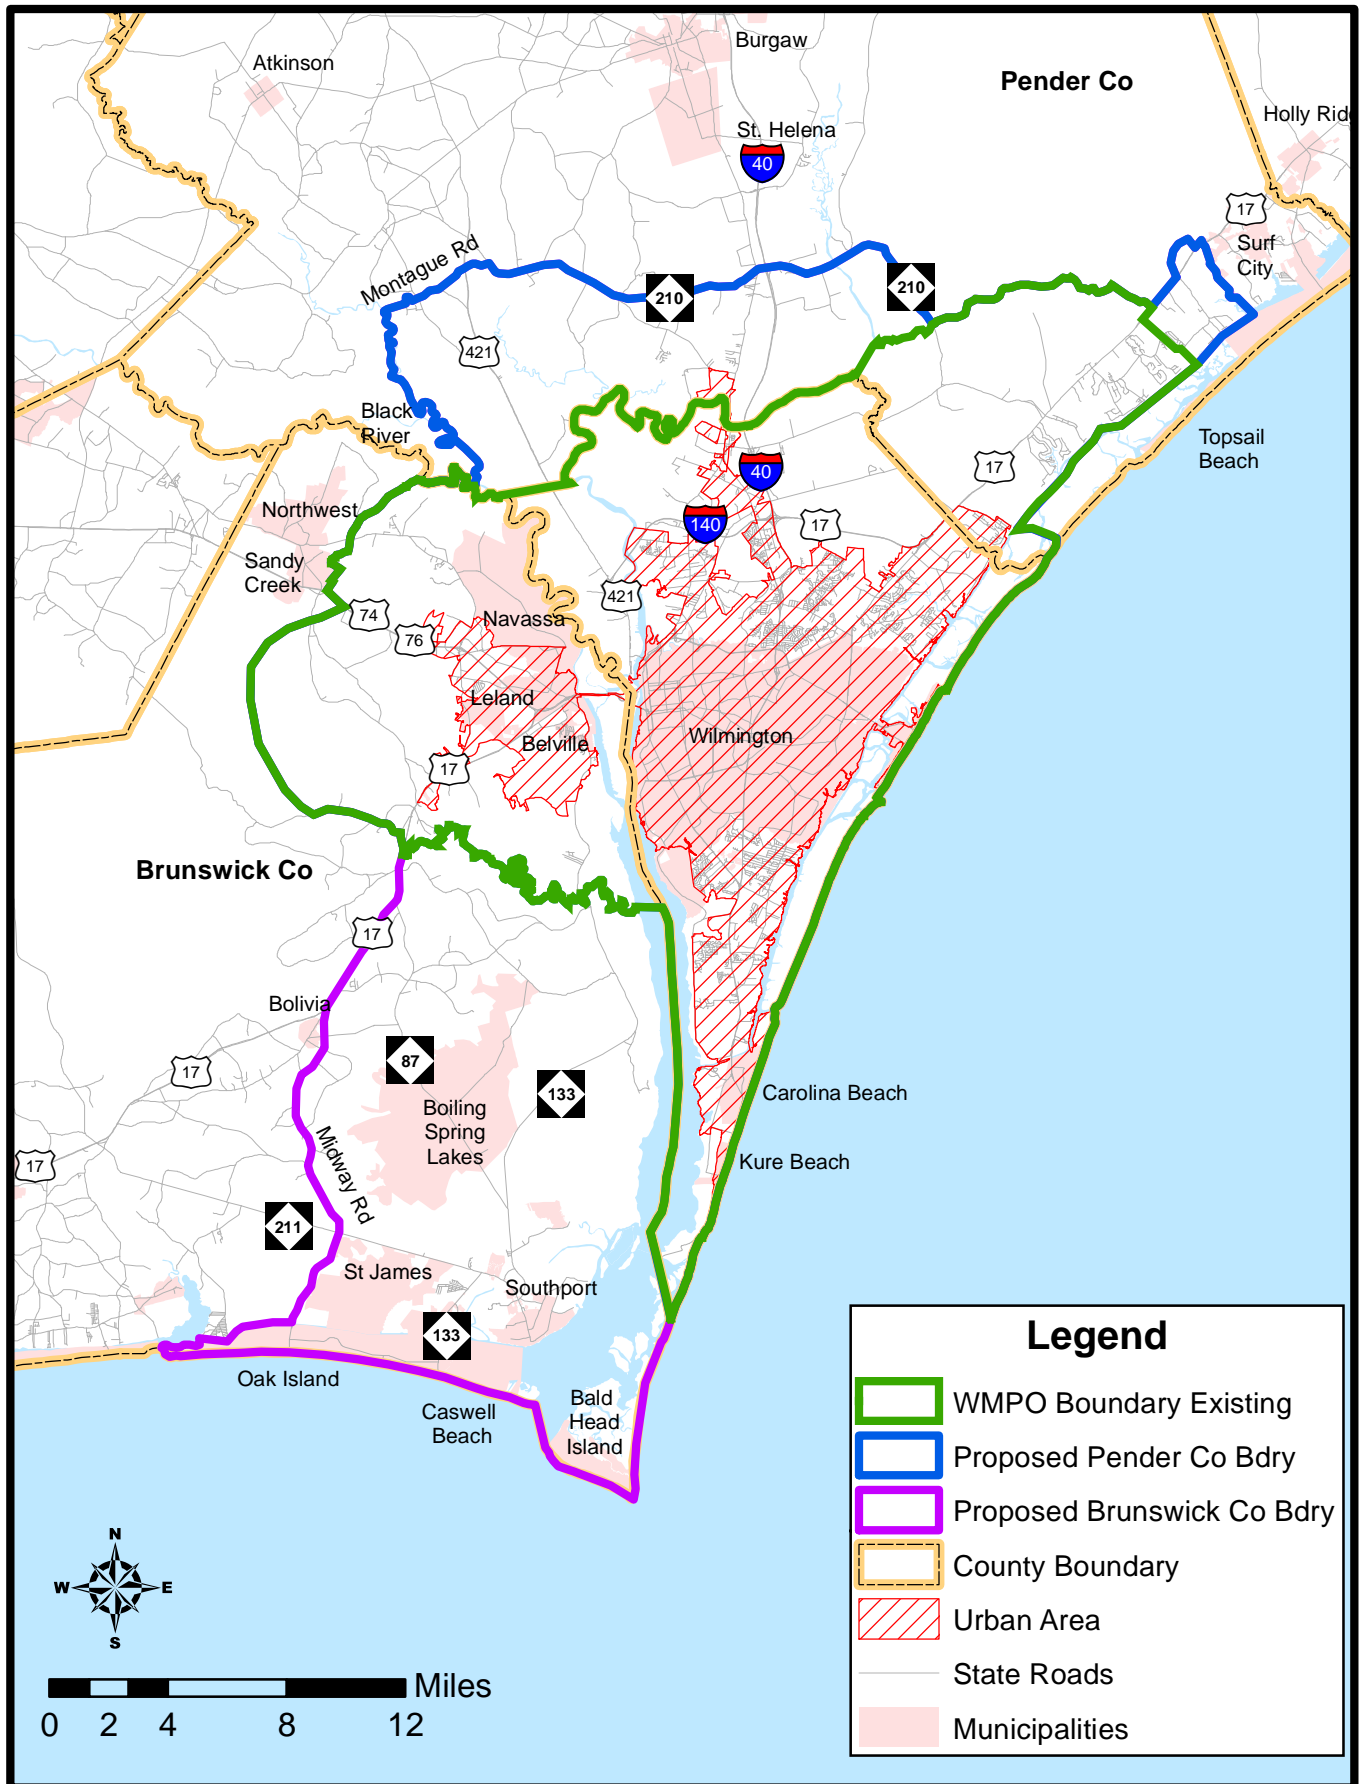 Burgaw
Atkinson
Pender Co
Holly Rid
St. Helena
40
17
Surf
City
Montague Rd
210
210
421
Black
River
Topsail
Beach
17
40
Northwest
140
17
Sandy
Creek
421
74
76
Navassa
Leland
Belville
Wilmington
17
Brunswick Co
17
Bolivia
87
17
133
Carolina Beach
Boiling
Spring
Lakes
Midway Rd
17
Kure Beach
211
St James
Southport
133
Oak Island
Caswell
Beach
Bald
Head
Island
Legend
WMPO Boundary Existing
Proposed Pender Co Bdry
Proposed Brunswick Co Bdry
County Boundary
Urban Area
State Roads
Municipalities
N
W E
S
Miles
0 2 4 8 12